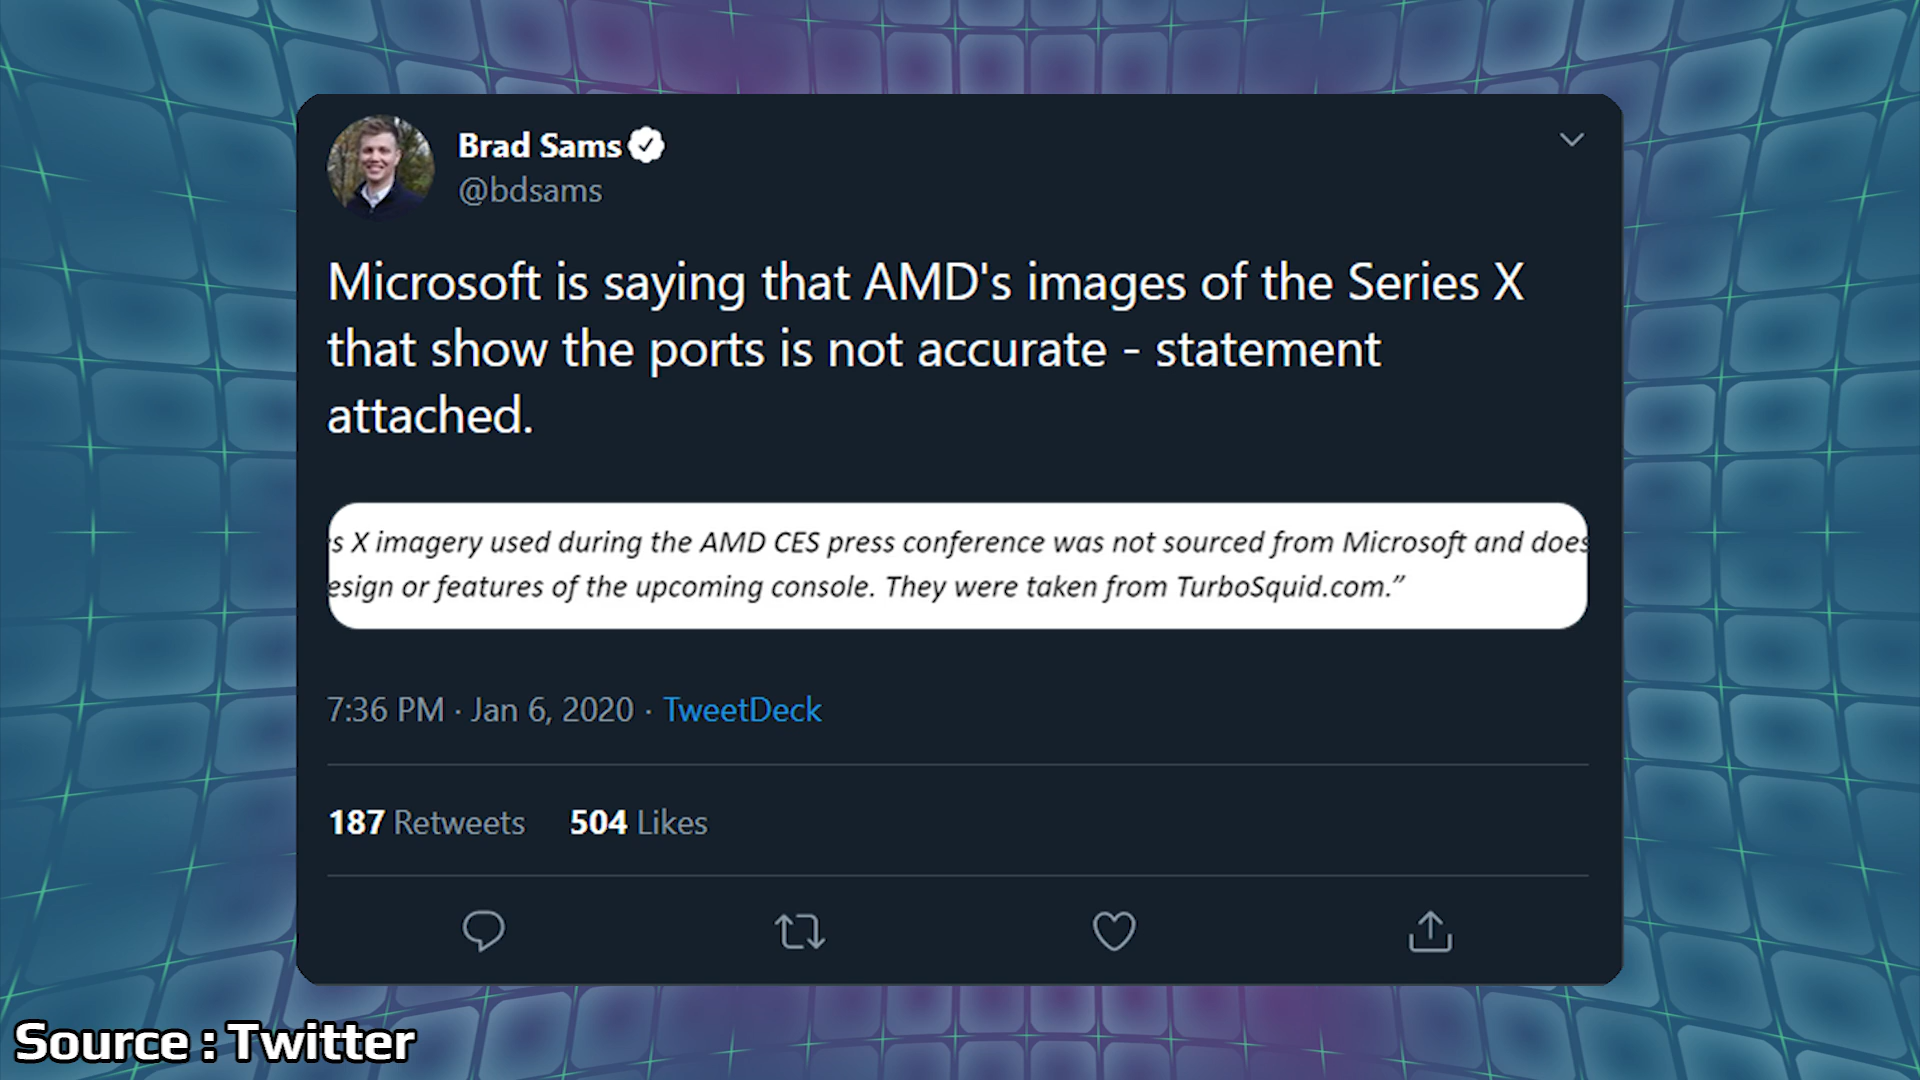 Brad Sams
@bdsams
Microsoft is saying that AMD's images of the Series X
that show the ports is not accurate - statement
attached.
s X imagery used during the AMD CES press conference was not sourced from Microsoft and does
esign or features of the upcoming console. They were taken from TurboSquid.com.”
7:36 PM · Jan 6, 2020 · TweetDeck
187 Retweets 504 Likes
Source : Twitter